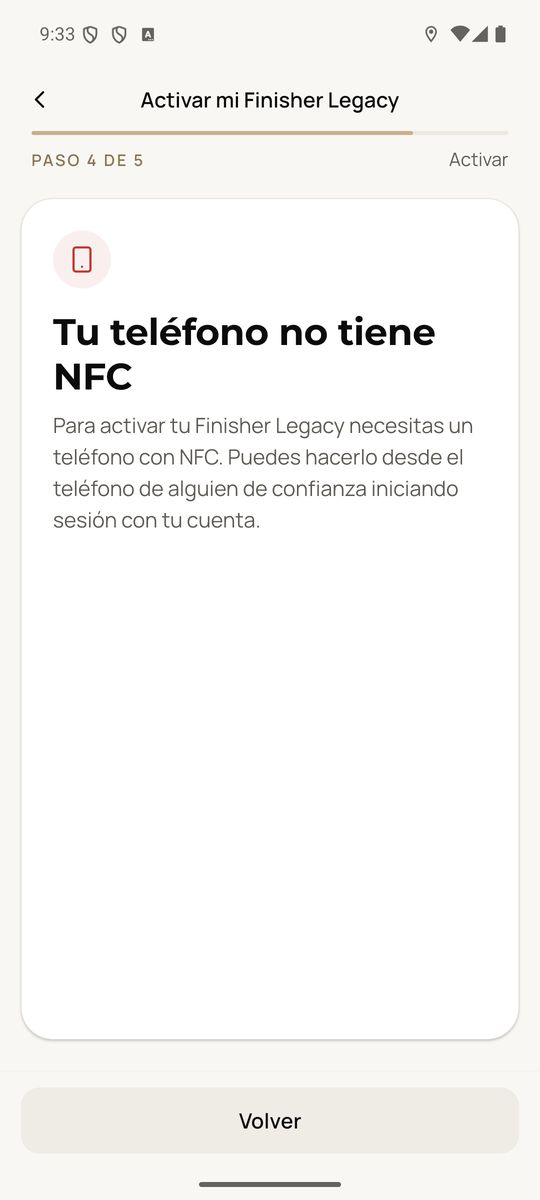 9:33
A
Activar mi Finisher Legacy
PASO 4 DE 5
Activar
Tu teléfono no tiene
NFC
Para activar tu Finisher Legacy necesitas un
teléfono con NFC. Puedes hacerlo desde el
teléfono de alguien de confianza iniciando
sesión con tu cuenta.
Volver